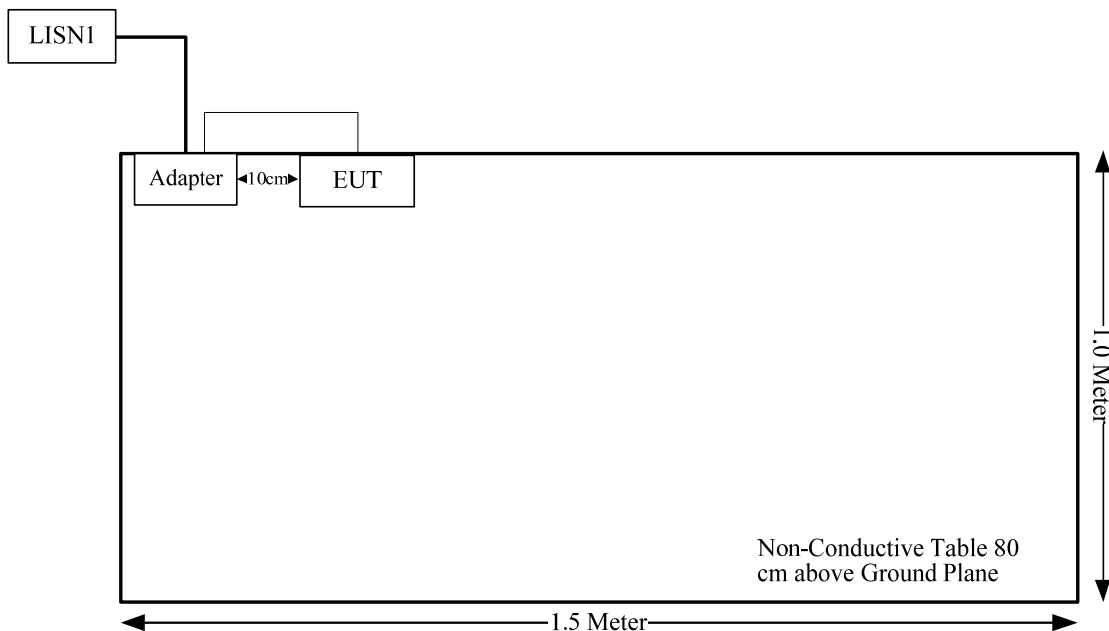 LISN1
Adapter
10cm
EUT
1.0 Meter
Non-Conductive Table 80
cm above Ground Plane
1.5 Meter